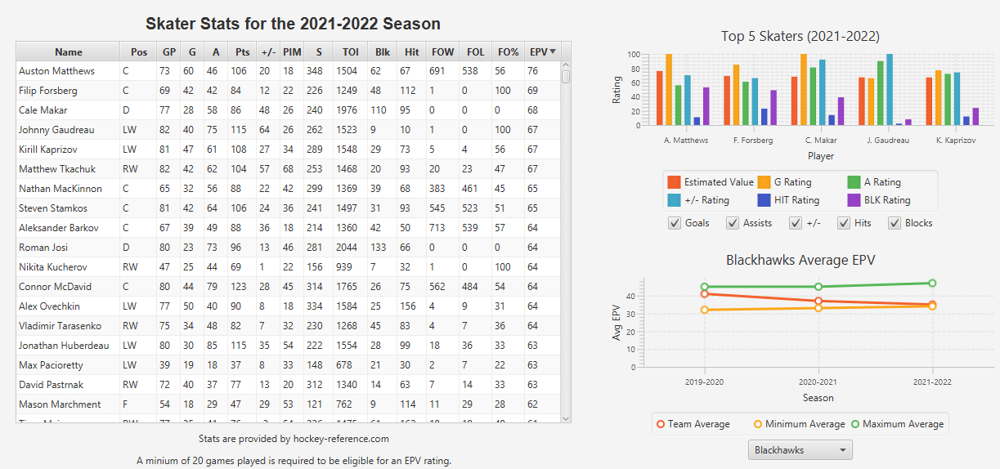 Skater Stats for the 2021-2022 Season
Name Pos GP G A Pts +/- PIM S TOI Blk Hit FOW FOL FO% EPV
Auston Matthews C 73 60 46 106 20 18 348 1504 62 67 691 538 56 76
Filip Forsberg C 69 42 42 84 12 22 226 1249 48 112 1 0 100 69
Cale Makar D 77 28 58 86 48 26 240 1976 110 95 0 0 0 68
Johnny Gaudreau LW 82 40 75 115 64 26 262 1523 9 10 1 0 100 67
Kirill Kaprizov LW 81 47 61 108 27 34 289 1548 29 73 5 4 56 67
Matthew Tkachuk RW 82 42 62 104 57 68 253 1468 20 93 20 23 47 67
Nathan MacKinnon C 65 32 56 88 22 42 299 1369 39 68 383 461 45 65
Steven Stamkos C 81 42 64 106 24 36 241 1497 31 93 545 523 51 65
Aleksander Barkov C 67 39 49 88 36 18 214 1360 42 50 713 539 57 64
Roman Josi D 80 23 73 96 13 46 281 2044 133 66 0 0 0 64
Nikita Kucherov RW 47 25 44 69 1 22 156 939 7 32 1 0 100 64
Connor McDavid C 80 44 79 123 28 45 314 1765 26 75 562 484 54 64
Alex Ovechkin LW 77 50 40 90 8 18 334 1584 25 156 4 9 31 64
Vladimir Tarasenko RW 75 34 48 82 7 32 230 1268 45 83 4 7 36 64
Jonathan Huberdeau LW 80 30 85 115 35 54 222 1554 28 99 18 36 33 63
Max Pacioretty LW 39 19 18 37 8 33 148 678 21 30 2 7 22 63
David Pastrnak RW 72 40 37 77 13 20 312 1340 14 63 7 14 33 63
Mason Marchment F 54 18 29 47 29 53 121 762 9 114 11 29 28 62
Stats are provided by hockey-reference.com
A minium of 20 games played is required to be eligible for an EPV rating.
Top 5 Skaters (2021-2022)
Rating
100
80
60
40
20
0
A. Matthews F. Forsberg C. Makar J. Gaudreau K. Kaprizov
Player
Estimated Value G Rating A Rating
+/- Rating HIT Rating BLK Rating
Goals Assists +/- Hits Blocks
Blackhawks Average EPV
Avg EPV
40
30
20
10
0
2019-2020 2020-2021 2021-2022
Season
Team Average Minimum Average Maximum Average
Blackhawks